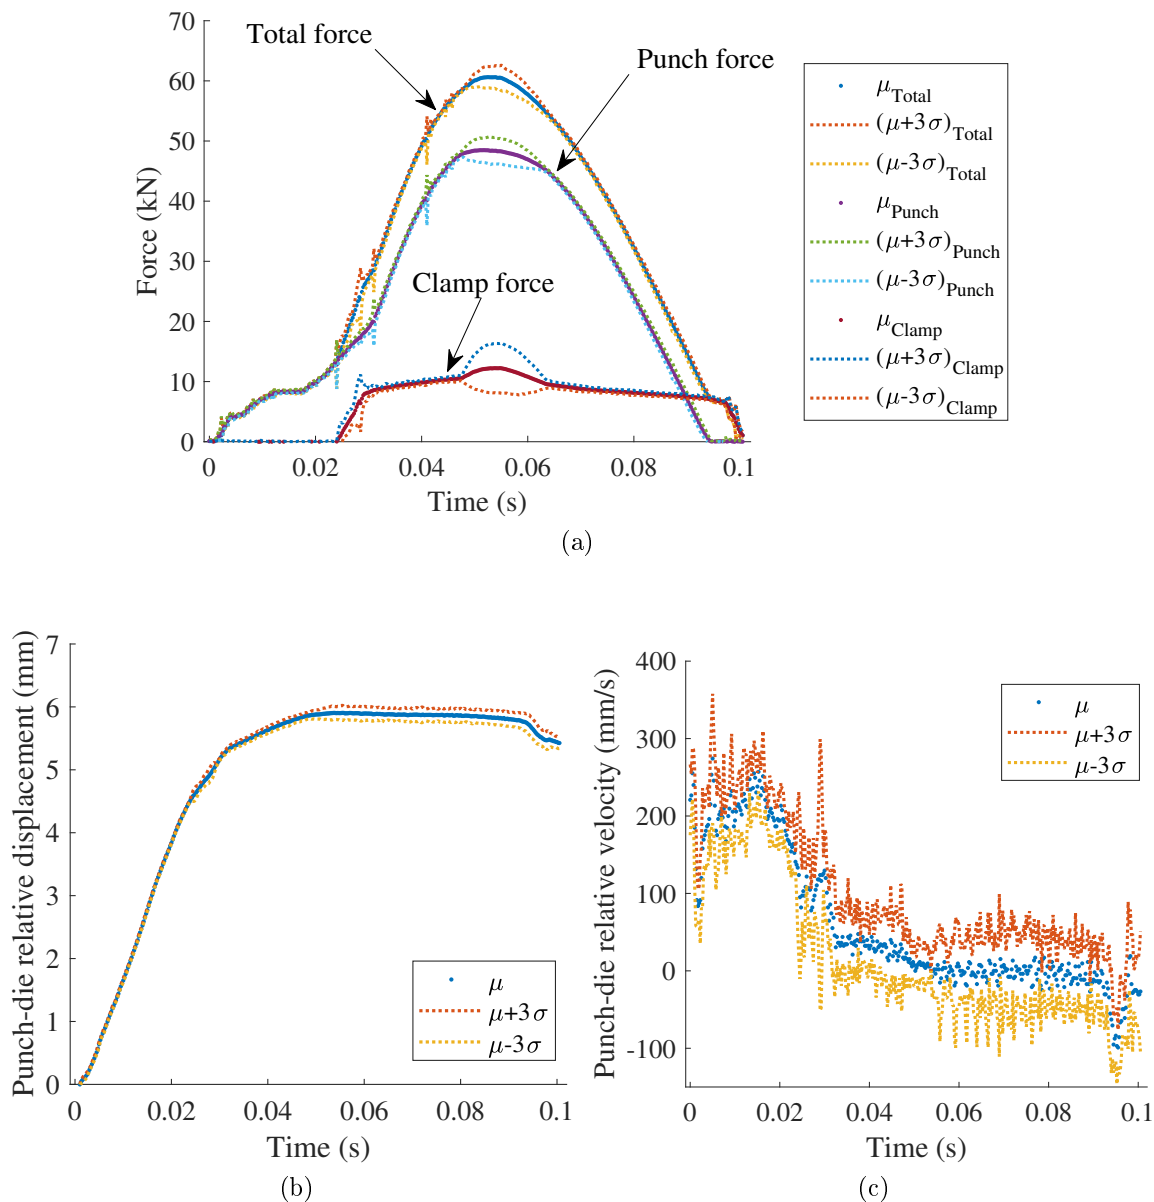 70
60
50
40
30
20
10
0
Force (kN)
Total force
Punch force
Clamp force
0
0.02
0.04
0.06
0.08
0.1
Time (s)
μTotal
(μ+3σ)Total
(μ-3σ)Total
μPunch
(μ+3σ)Punch
(μ-3σ)Punch
μClamp
(μ+3σ)Clamp
(μ-3σ)Clamp
(a)
7
6
5
4
3
2
1
0
Punch-die relative displacement (mm)
μ
μ+3σ
μ-3σ
0
0.02
0.04
0.06
0.08
0.1
Time (s)
(b)
400
300
200
100
0
-100
Punch-die relative velocity (mm/s)
μ
μ+3σ
μ-3σ
0
0.02
0.04
0.06
0.08
0.1
Time (s)
(c)